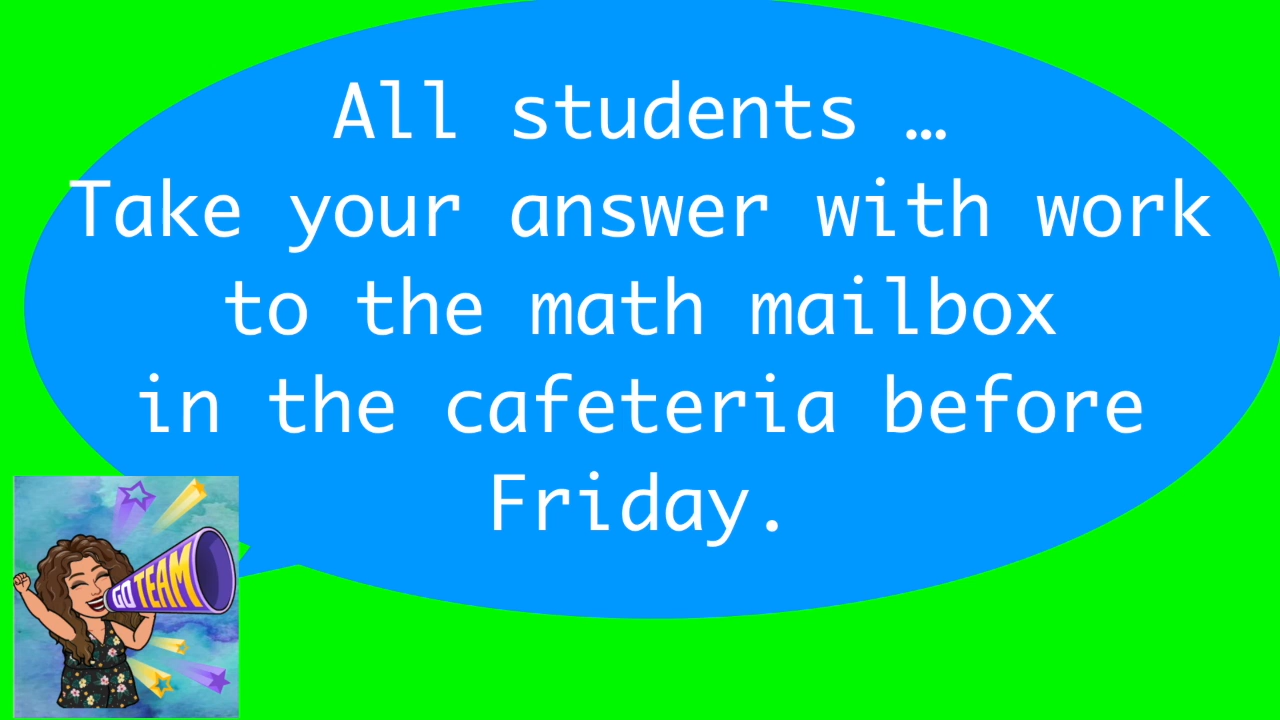 All students …
Take your answer with work
to the math mailbox
in the cafeteria before
Friday.
GO TEAM